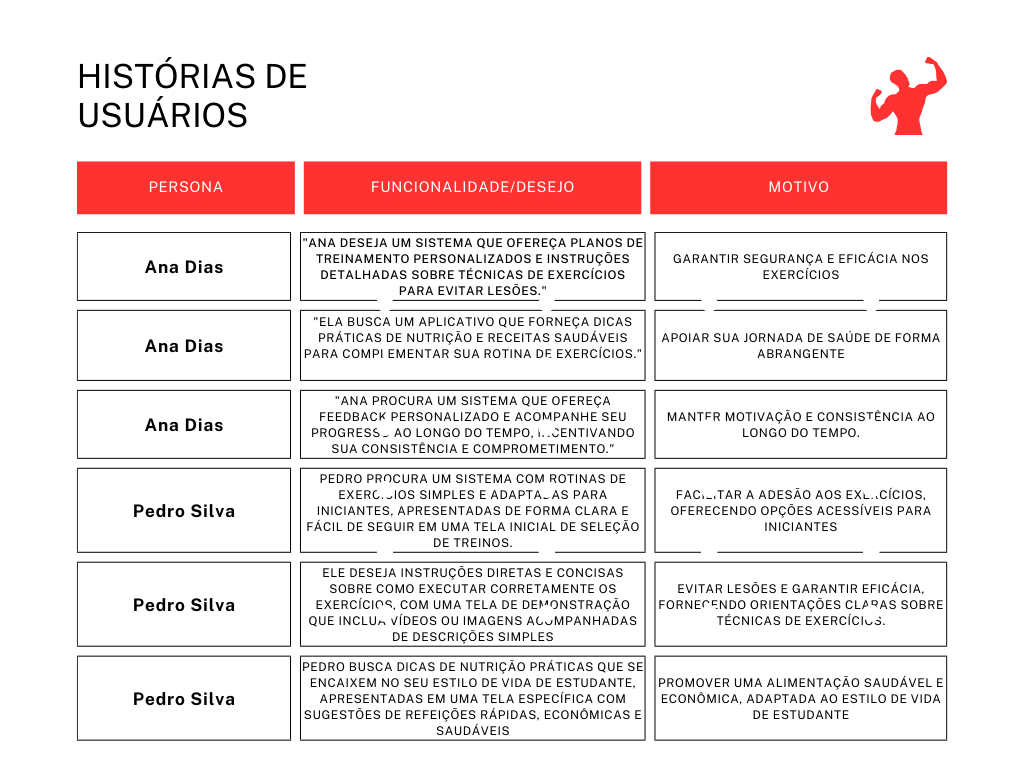 HISTÓRIAS DE
USUÁRIOS
PERSONA
FUNCIONALIDADE/DESEJO
MOTIVO
Ana Dias
"ANA DESEJA UM SISTEMA QUE OFEREÇA PLANOS DE
TREINAMENTO PERSONALIZADOS E INSTRUÇÕES
DETALHADAS SOBRE TÉCNICAS DE EXERCÍCIOS
PARA EVITAR LESÕES."
GARANTIR SEGURANÇA E EFICÁCIA NOS
EXERCÍCIOS
Ana Dias
"ELA BUSCA UM APLICATIVO QUE FORNEÇA DICAS
PRÁTICAS DE NUTRIÇÃO E RECEITAS SAUDÁVEIS
PARA COMPLEMENTAR SUA ROTINA DE EXERCÍCIOS."
APOIAR SUA JORNADA DE SAÚDE DE FORMA
ABRANGENTE
Ana Dias
"ANA PROCURA UM SISTEMA QUE OFEREÇA
FEEDBACK PERSONALIZADO E ACOMPANHE SEU
PROGRESSO AO LONGO DO TEMPO, INCENTIVANDO
SUA CONSISTÊNCIA E COMPROMETIMENTO."
MANTER MOTIVAÇÃO E CONSISTÊNCIA AO
LONGO DO TEMPO.
Pedro Silva
PEDRO PROCURA UM SISTEMA COM ROTINAS DE
EXERCÍCIOS SIMPLES E ADAPTADAS PARA
INICIANTES, APRESENTADAS DE FORMA CLARA E
FÁCIL DE SEGUIR EM UMA TELA INICIAL DE SELEÇÃO
DE TREINOS.
FACILITAR A ADESÃO AOS EXERCÍCIOS,
OFERECENDO OPÇÕES ACESSÍVEIS PARA
INICIANTES
Pedro Silva
ELE DESEJA INSTRUÇÕES DIRETAS E CONCISAS
SOBRE COMO EXECUTAR CORRETAMENTE OS
EXERCÍCIOS, COM UMA TELA DE DEMONSTRAÇÃO
QUE INCLUA VÍDEOS OU IMAGENS ACOMPANHADAS
DE DESCRIÇÕES SIMPLES
EVITAR LESÕES E GARANTIR EFICÁCIA,
FORNECENDO ORIENTAÇÕES CLARAS SOBRE
TÉCNICAS DE EXERCÍCIOS.
Pedro Silva
PEDRO BUSCA DICAS DE NUTRIÇÃO PRÁTICAS QUE SE
ENCAIXEM NO SEU ESTILO DE VIDA DE ESTUDANTE,
APRESENTADAS EM UMA TELA ESPECÍFICA COM
SUGESTÕES DE REFEIÇÕES RÁPIDAS, ECONÔMICAS E
SAUDÁVEIS
PROMOVER UMA ALIMENTAÇÃO SAUDÁVEL E
ECONÔMICA, ADAPTADA AO ESTILO DE VIDA
DE ESTUDANTE